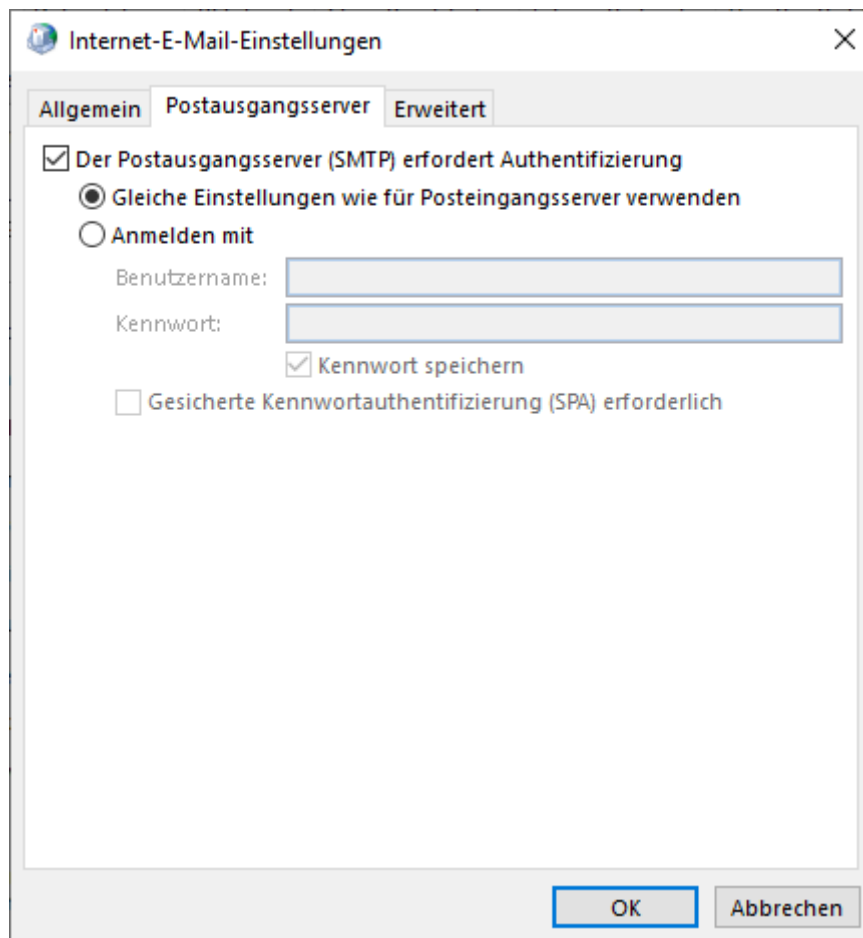 Internet-E-Mail-Einstellungen
Allgemein Postausgangsserver Erweitert
Der Postausgangsserver (SMTP) erfordert Authentifizierung
Gleiche Einstellungen wie für Posteingangsserver verwenden
Anmelden mit
Benutzername:
Kennwort:
Kennwort speichern
Gesicherte Kennwortauthentifizierung (SPA) erforderlich
OK Abbrechen